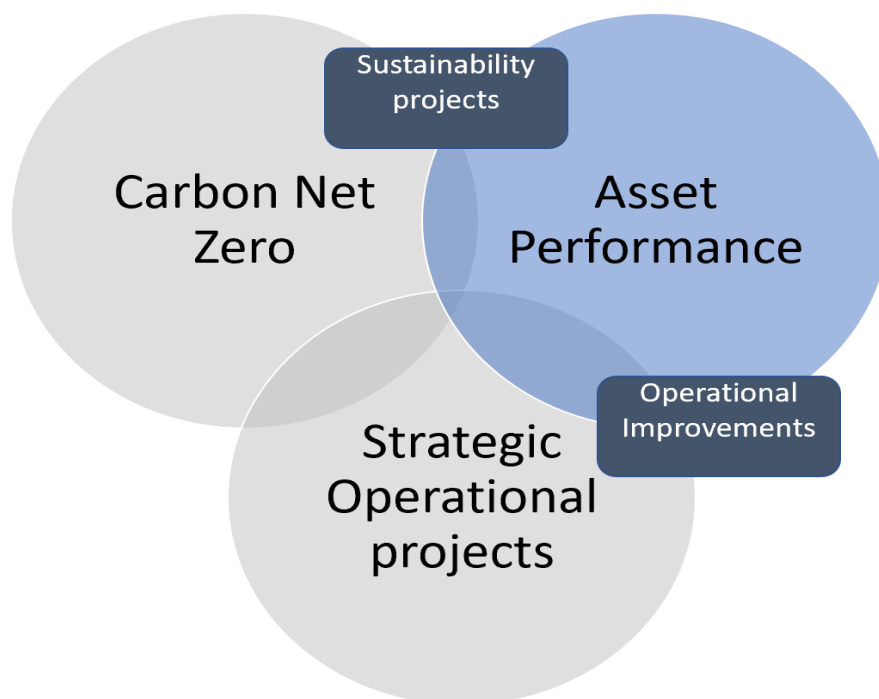 Sustainability
projects
Carbon Net
Zero
Asset
Performance
Operational
Improvements
Strategic
Operational
projects